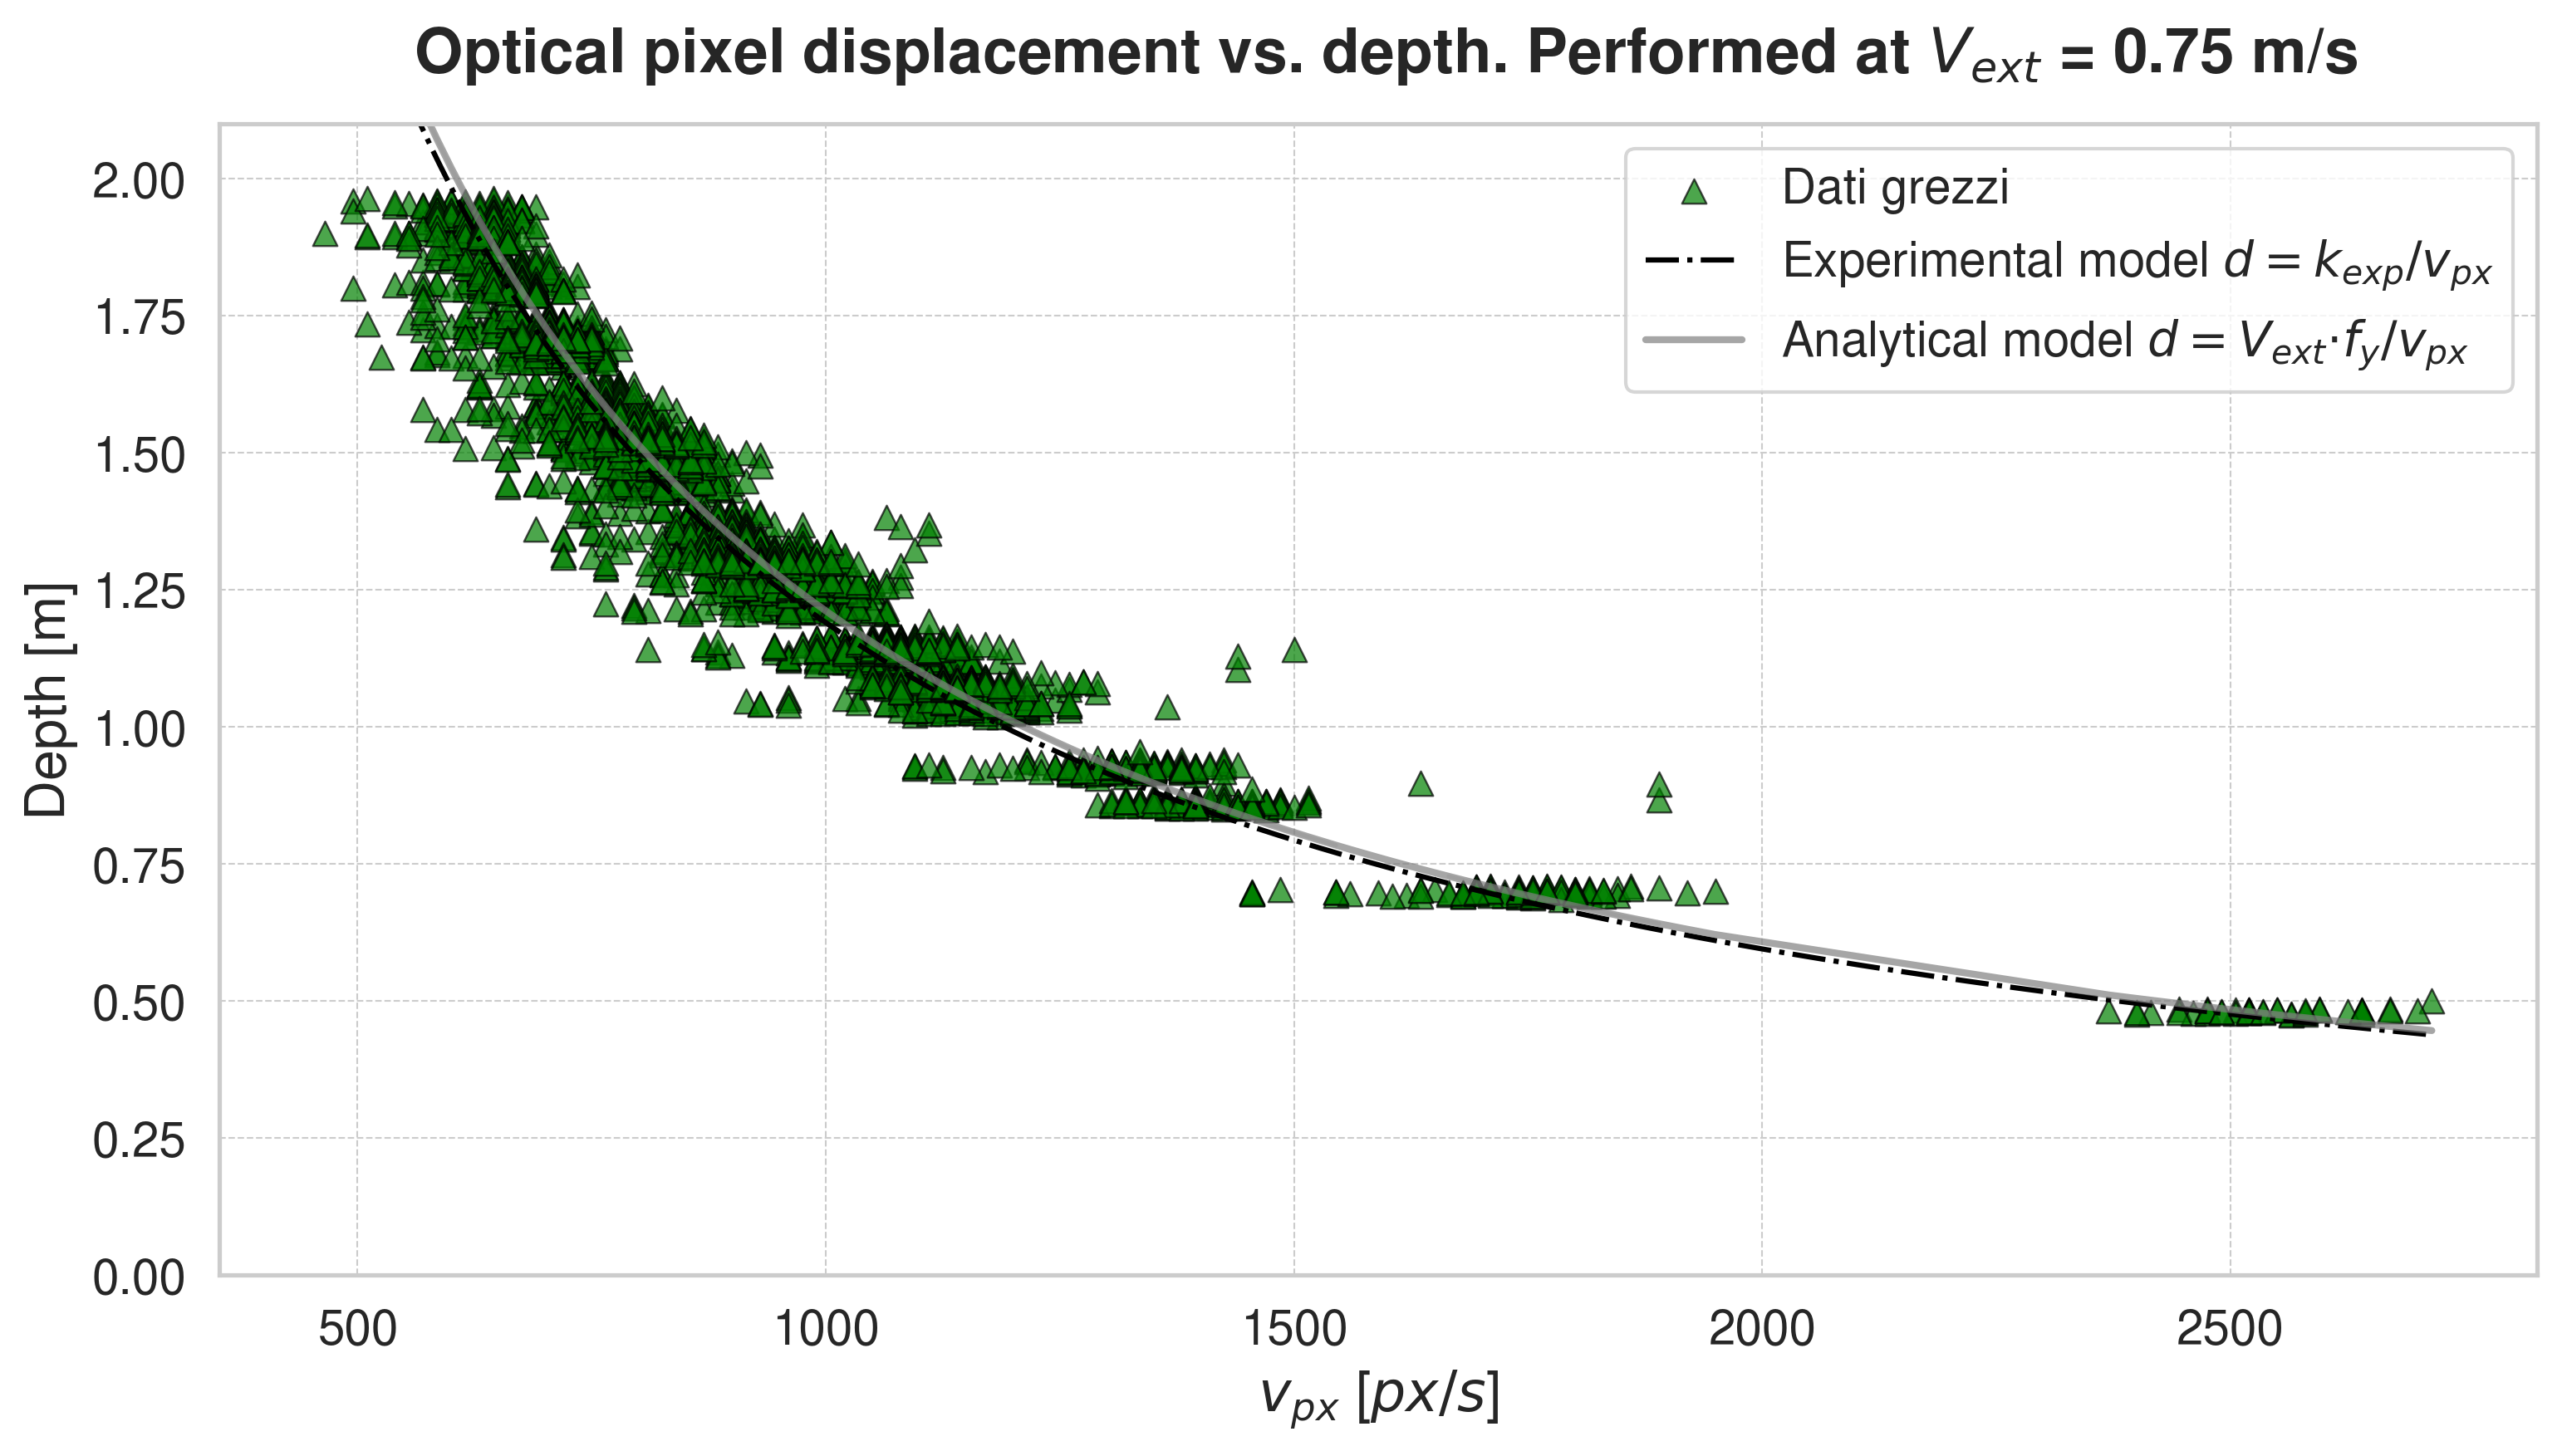 Optical pixel displacement vs. depth. Performed at V_ext = 0.75 m/s
Dati grezzi
Experimental model d = k_exp/v_px
Analytical model d = V_ext·f_y/v_px
Depth [m]
2.00
1.75
1.50
1.25
1.00
0.75
0.50
0.25
0.00
500 1000 1500 2000 2500
v_px [px/s]